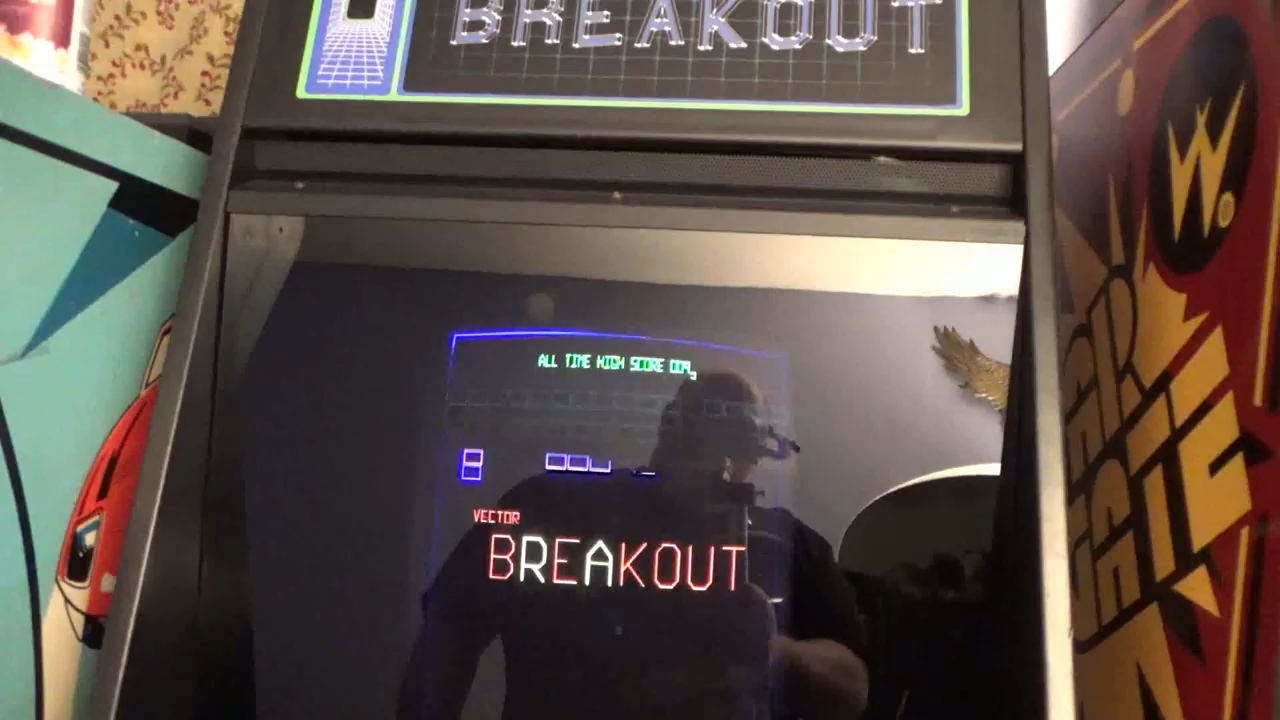 BREAKOUT
W
ALL TIME HIGH SCORE
VECTOR
BREAKOUT